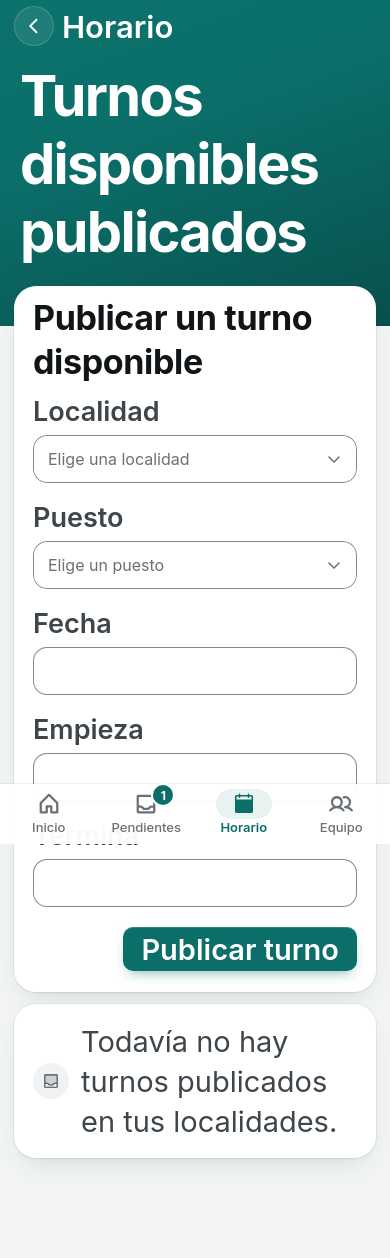 Horario
Turnos
disponibles
publicados
Publicar un turno
disponible
Localidad
Elige una localidad
Puesto
Elige un puesto
Fecha
Empieza
1
Inicio
Pendientes
Horario
Equipo
Publicar turno
Todavía no hay
turnos publicados
en tus localidades.